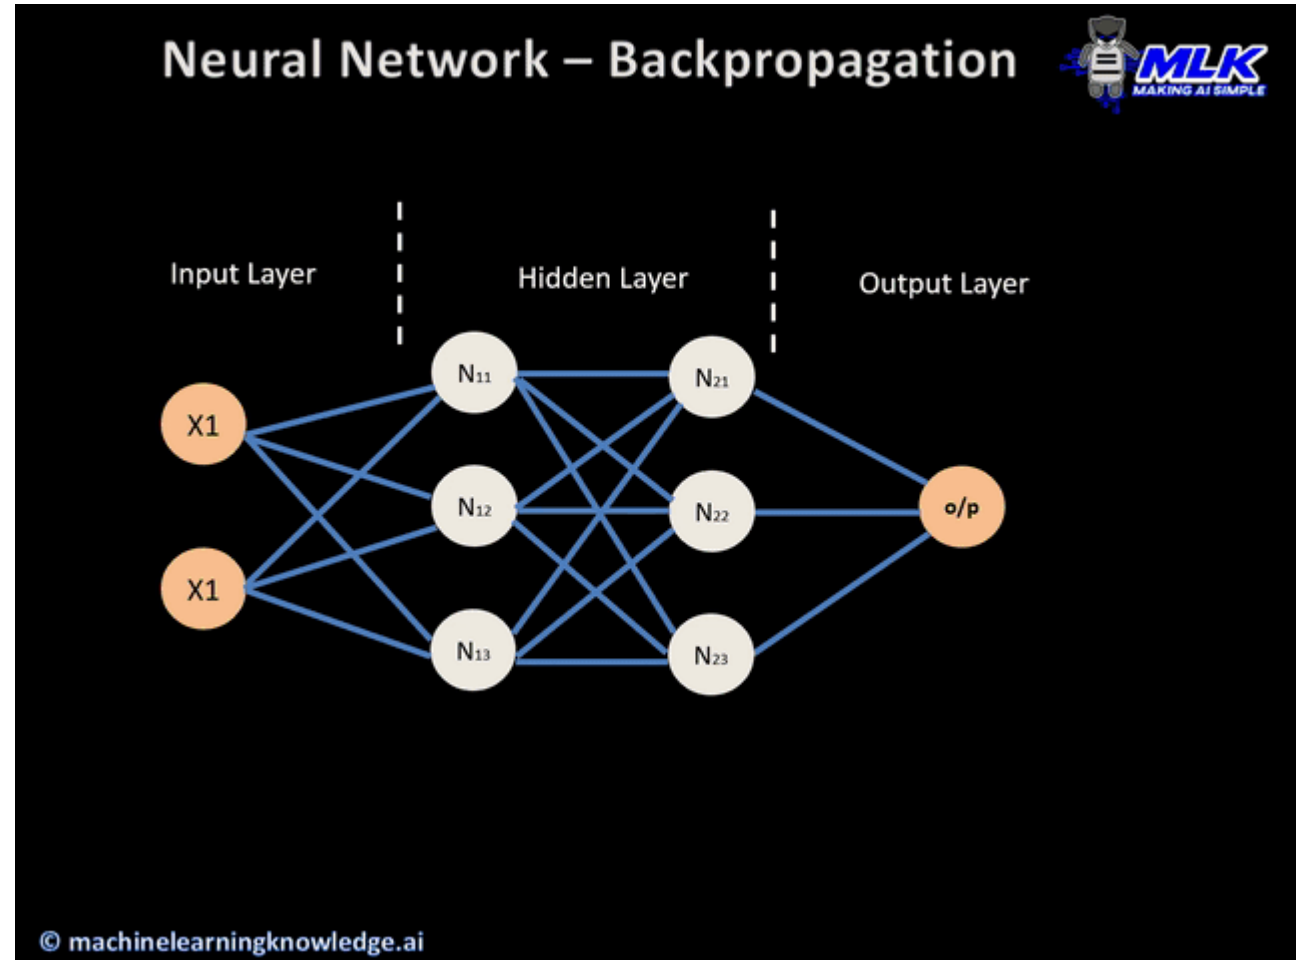 Neural Network – Backpropagation
MLK
MAKING AI SIMPLE
Input Layer
Hidden Layer
Output Layer
N₁₁
N₂₁
X1
N₁₂
N₂₂
o/p
X1
N₁₃
N₂₃
© machinelearningknowledge.ai